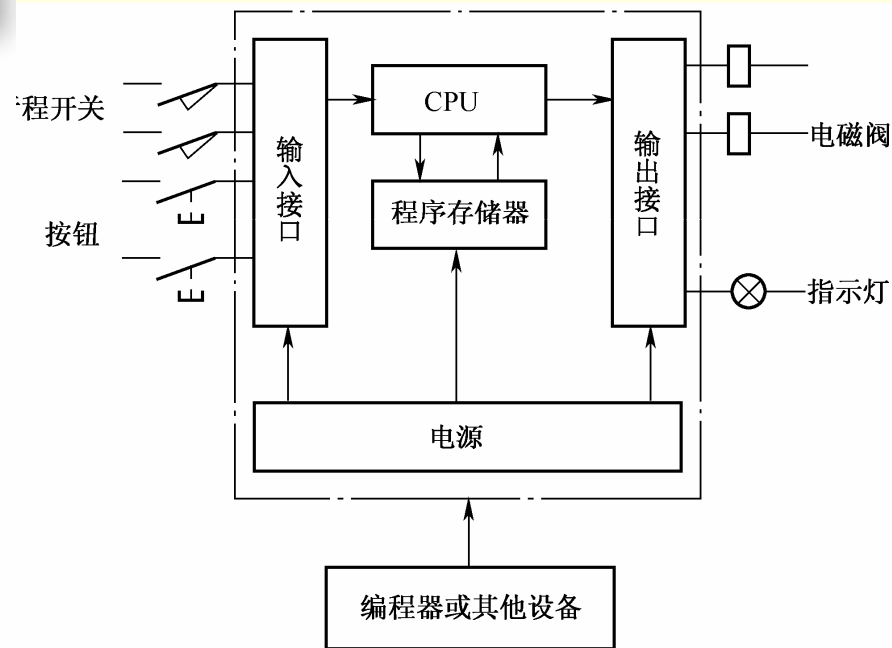 程开关
按钮
输入接口
CPU
程序存储器
输出接口
电磁阀
指示灯
电源
编程器或其他设备